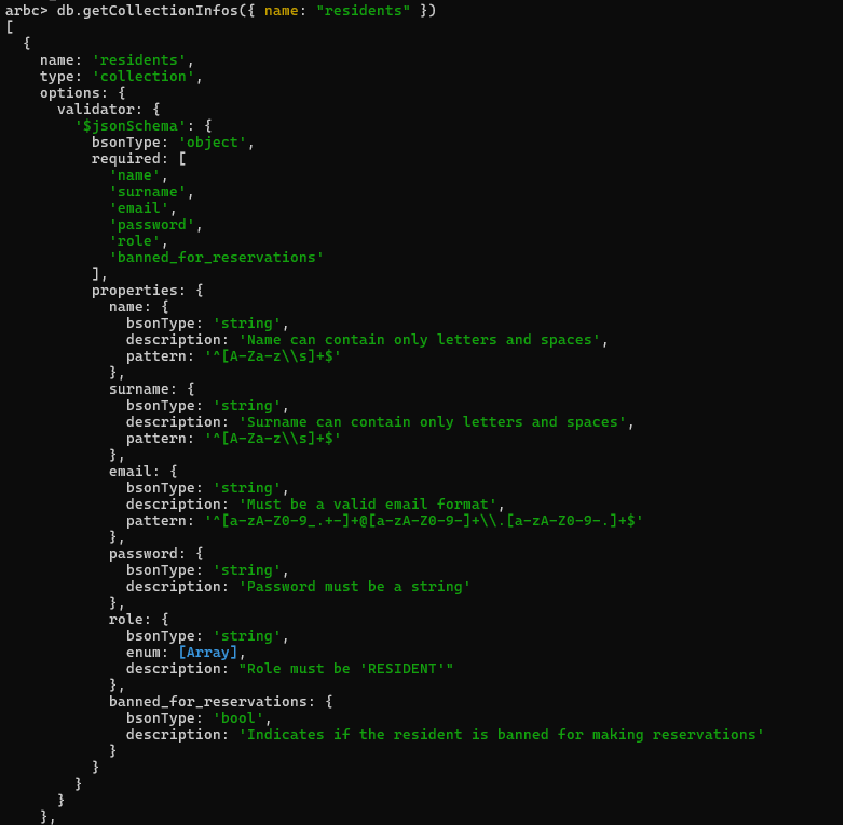 arbc> db.getCollectionInfos({ name: "residents" })
[
  {
    name: 'residents',
    type: 'collection',
    options: {
      validator: {
        '$jsonSchema': {
          bsonType: 'object',
          required: [
            'name',
            'surname',
            'email',
            'password',
            'role',
            'banned_for_reservations'
          ],
          properties: {
            name: {
              bsonType: 'string',
              description: 'Name can contain only letters and spaces',
              pattern: '^[A-Za-z\\s]+$'
            },
            surname: {
              bsonType: 'string',
              description: 'Surname can contain only letters and spaces',
              pattern: '^[A-Za-z\\s]+$'
            },
            email: {
              bsonType: 'string',
              description: 'Must be a valid email format',
              pattern: '^[a-zA-Z0-9_.+-]+@[a-zA-Z0-9-]+\\.[a-zA-Z0-9-.]+$'
            },
            password: {
              bsonType: 'string',
              description: 'Password must be a string'
            },
            role: {
              bsonType: 'string',
              enum: [Array],
              description: "Role must be 'RESIDENT'"
            },
            banned_for_reservations: {
              bsonType: 'bool',
              description: 'Indicates if the resident is banned for making reservations'
            }
          }
        }
      }
    },